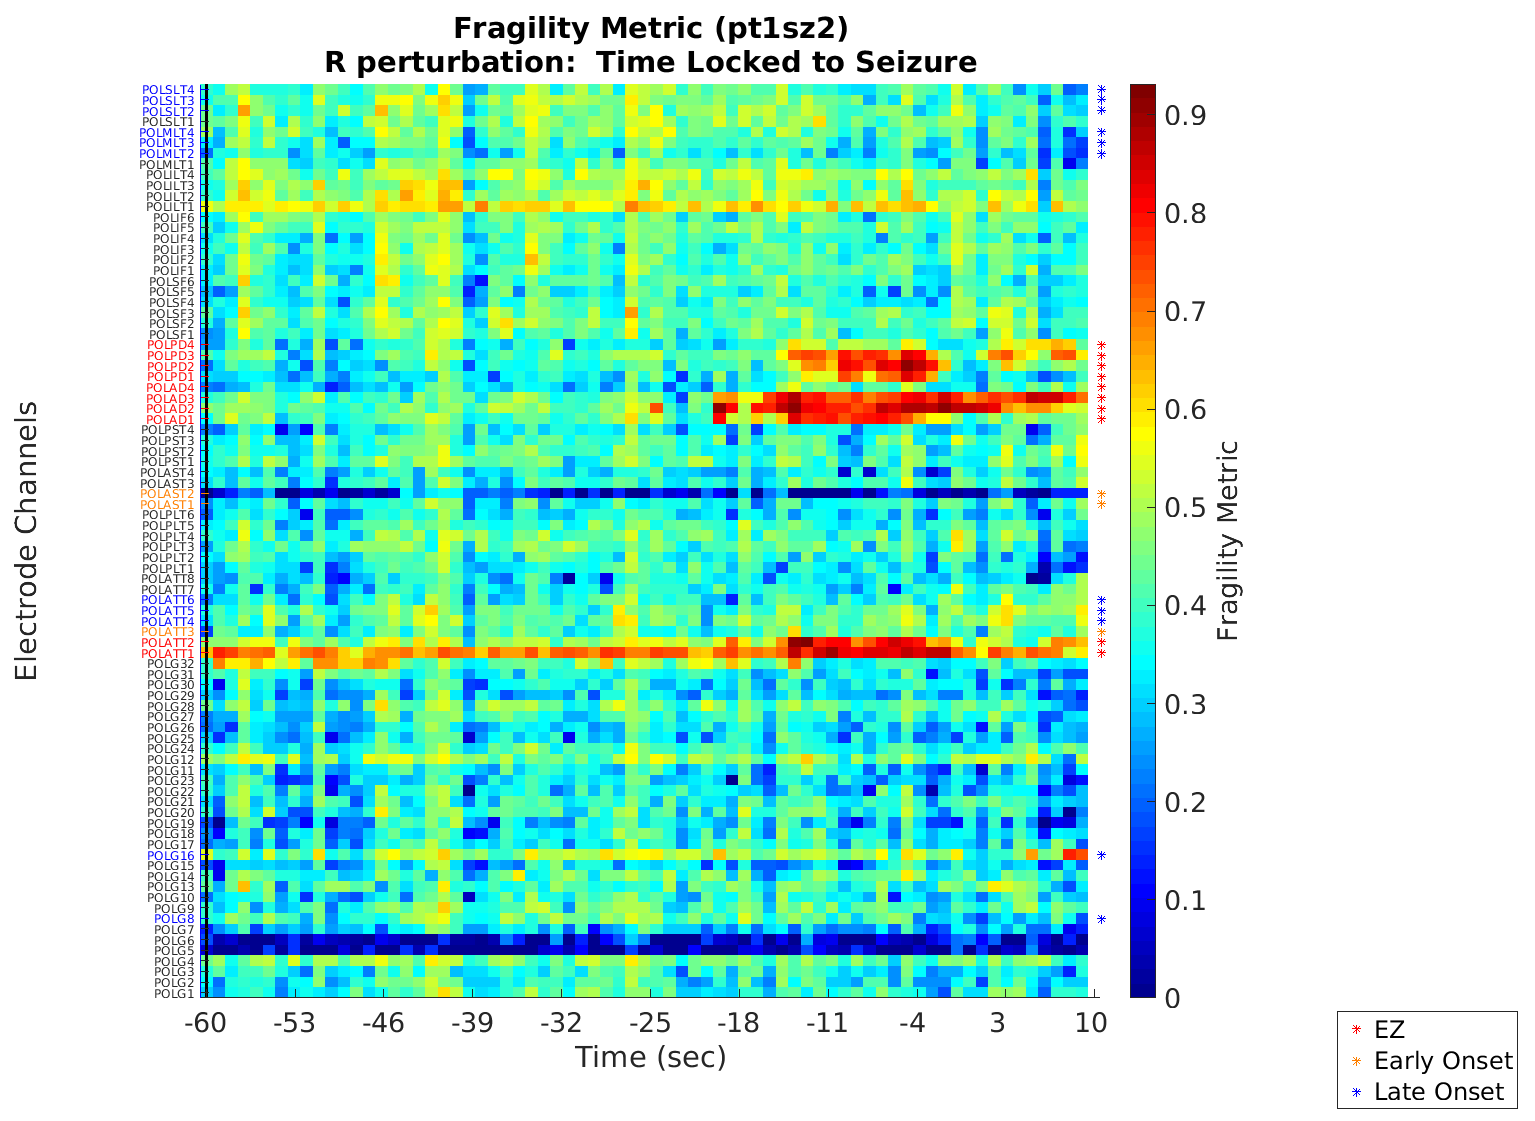 Fragility Metric (pt1sz2)
R perturbation: Time Locked to Seizure
Electrode Channels
POLSLT4
POLSLT3
POLSLT2
POLSLT1
POLMLT4
POLMLT3
POLMLT2
POLMLT1
POLILT4
POLILT3
POLILT2
POLILT1
POLIF6
POLIF5
POLIF4
POLIF3
POLIF2
POLIF1
POLSF6
POLSF5
POLSF4
POLSF3
POLSF2
POLSF1
POLPD4
POLPD3
POLPD2
POLPD1
POLAD4
POLAD3
POLAD2
POLAD1
POLPST4
POLPST3
POLPST2
POLPST1
POLAST4
POLAST3
POLAST2
POLAST1
POLPLT6
POLPLT5
POLPLT4
POLPLT3
POLPLT2
POLPLT1
POLATT8
POLATT7
POLATT6
POLATT5
POLATT4
POLATT3
POLATT2
POLATT1
POLG32
POLG31
POLG30
POLG29
POLG28
POLG27
POLG26
POLG25
POLG24
POLG12
POLG11
POLG23
POLG22
POLG21
POLG20
POLG19
POLG18
POLG17
POLG16
POLG15
POLG14
POLG13
POLG10
POLG9
POLG8
POLG7
POLG6
POLG5
POLG4
POLG3
POLG2
POLG1
-60 -53 -46 -39 -32 -25 -18 -11 -4 3 10
Time (sec)
0.9
0.8
0.7
0.6
0.5
0.4
0.3
0.2
0.1
0
Fragility Metric
EZ
Early Onset
Late Onset